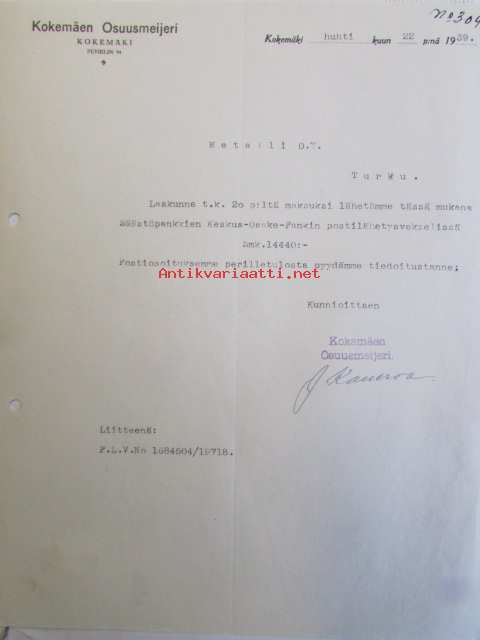 No 304
Kokemäen Osuusmeijeri
KOKEMÄKI
PUHELIN 94
Kokemäki huhti kuun 22 p:nä 1939.
Metalli O.Y.
Turku.
Laskunne t.k. 2o p:ltä maksuksi lähetämme tässä mukana
Säästöpankkien Keskus-Osake-Pankin postilähetysvekselissä
Smk.14440:-
Postiosoituksemme perilletulosta pyydämme tiedoitustanne;
Antikvariaatti.net
Kunnioittaen
Kokemäen
Osuusmeijeri.
Liitteenä:
P.L.V.No 1684504/19718.